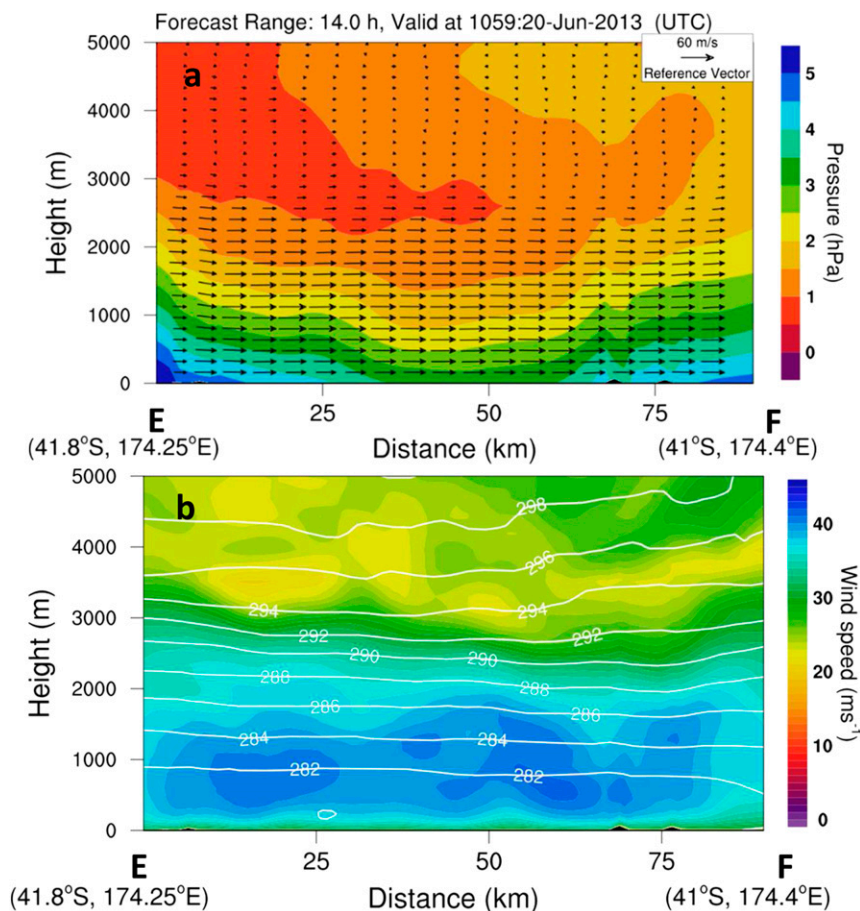 Forecast Range: 14.0 h, Valid at 1059:20-Jun-2013 (UTC)
60 m/s
Reference Vector
a
5000
4000
3000
2000
1000
0
Height (m)
5
4
3
2
1
0
Pressure (hPa)
25
50
75
E
F
(41.8°S, 174.25°E)
Distance (km)
(41°S, 174.4°E)
b
5000
4000
3000
2000
1000
0
Height (m)
298
296
294
294
292
292
290
290
288
288
286
286
284
284
282
282
40
30
20
10
0
Wind speed (ms⁻¹)
25
50
75
E
F
(41.8°S, 174.25°E)
Distance (km)
(41°S, 174.4°E)